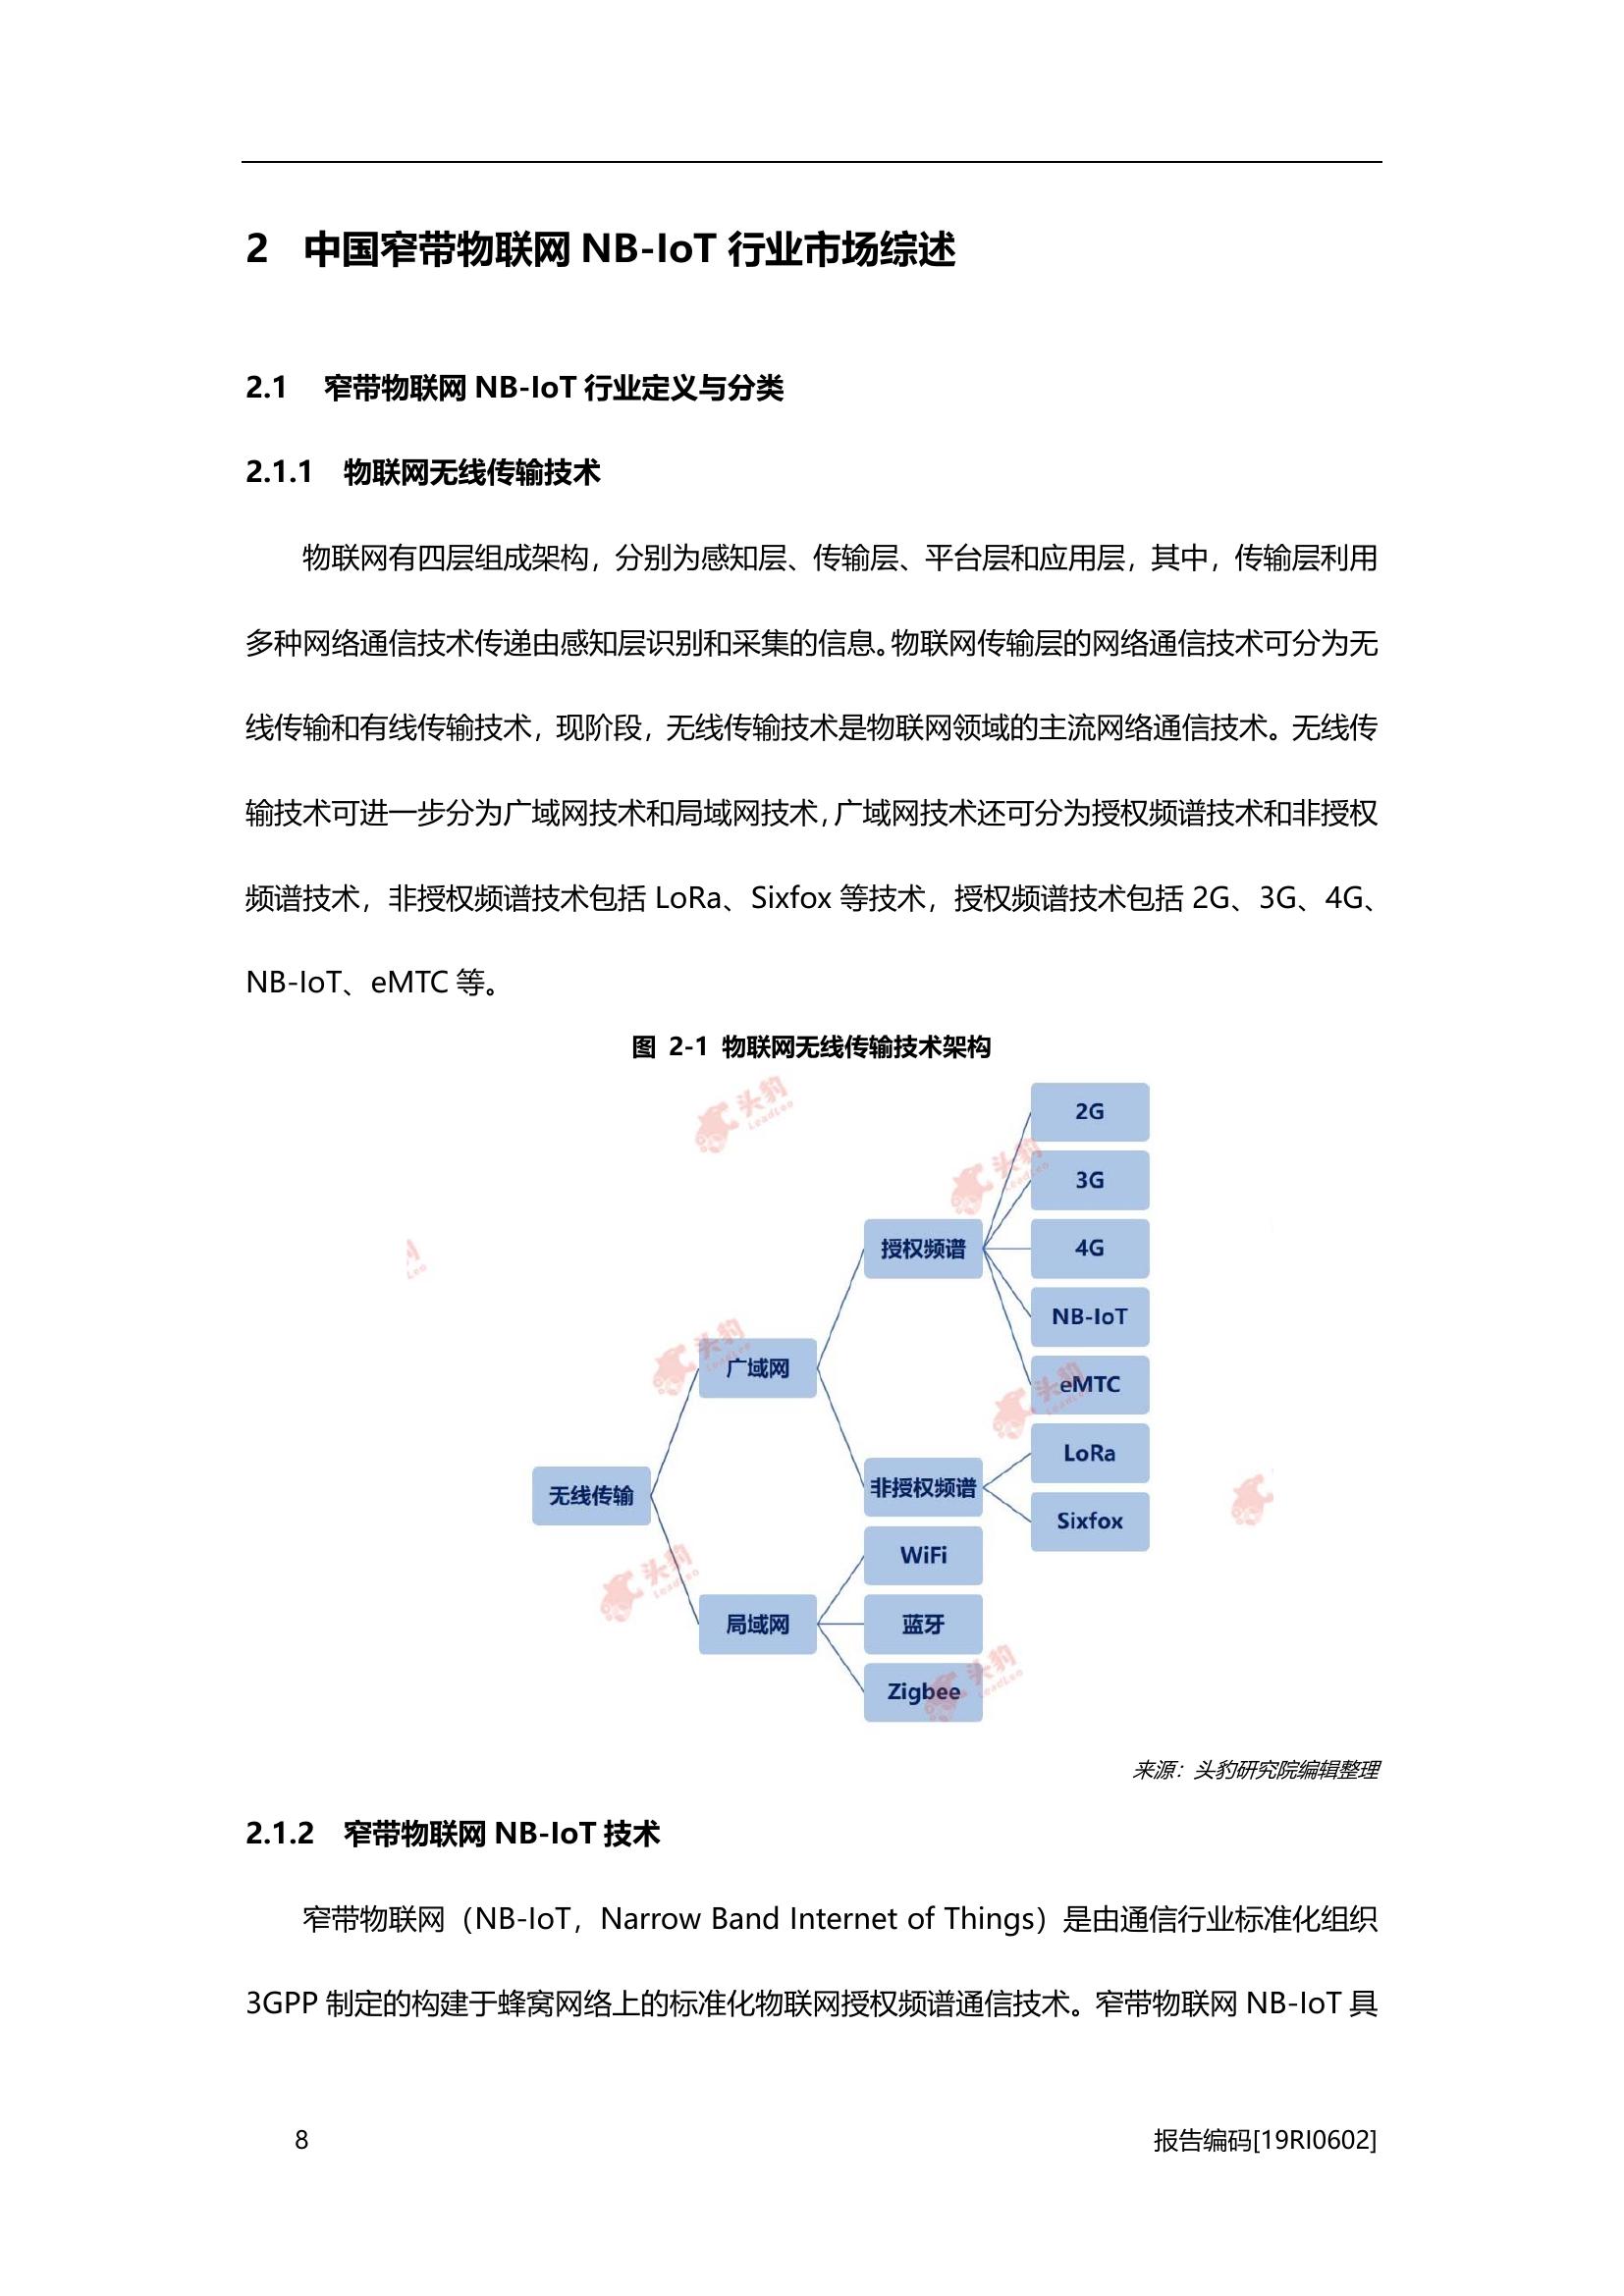 2 中国窄带物联网 NB-IoT 行业市场综述
2.1 窄带物联网 NB-IoT 行业定义与分类
2.1.1 物联网无线传输技术
物联网有四层组成架构，分别为感知层、传输层、平台层和应用层，其中，传输层利用
多种网络通信技术传递由感知层识别和采集的信息。物联网传输层的网络通信技术可分为无
线传输和有线传输技术，现阶段，无线传输技术是物联网领域的主流网络通信技术。无线传
输技术可进一步分为广域网技术和局域网技术，广域网技术还可分为授权频谱技术和非授权
频谱技术，非授权频谱技术包括 LoRa、Sixfox 等技术，授权频谱技术包括 2G、3G、4G、
NB-IoT、eMTC 等。
图 2-1 物联网无线传输技术架构
头豹 LeadLeo
2G
头豹 LeadLeo
3G
授权频谱
4G
NB-IoT
头豹 LeadLeo
广域网
头豹 LeadLeo
eMTC
LoRa
无线传输
非授权频谱
Sixfox
WiFi
头豹 LeadLeo
局域网
蓝牙
头豹 LeadLeo
Zigbee
来源：头豹研究院编辑整理
2.1.2 窄带物联网 NB-IoT 技术
窄带物联网（NB-IoT，Narrow Band Internet of Things）是由通信行业标准化组织
3GPP 制定的构建于蜂窝网络上的标准化物联网授权频谱通信技术。窄带物联网 NB-IoT 具
8
报告编码[19RI0602]